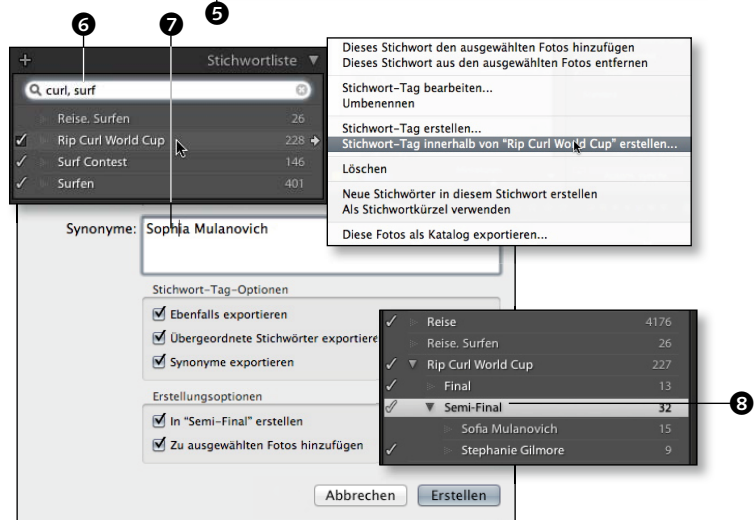 ❺
❻ ❼
Stichwortliste
curl, surf
Reise. Surfen 26
Rip Curl World Cup 228
Surf Contest 146
Surfen 401
Dieses Stichwort den ausgewählten Fotos hinzufügen
Dieses Stichwort aus den ausgewählten Fotos entfernen
Stichwort-Tag bearbeiten...
Umbenennen
Stichwort-Tag erstellen...
Stichwort-Tag innerhalb von "Rip Curl World Cup" erstellen...
Löschen
Neue Stichwörter in diesem Stichwort erstellen
Als Stichwortkürzel verwenden
Diese Fotos als Katalog exportieren...
Synonyme: Sophia Mulanovich
Stichwort-Tag-Optionen
Ebenfalls exportieren
Übergeordnete Stichwörter exportiere
Synonyme exportieren
Erstellungsoptionen
In "Semi-Final" erstellen
Zu ausgewählten Fotos hinzufügen
Abbrechen Erstellen
Reise 4176
Reise. Surfen 26
Rip Curl World Cup 227
Final 13
Semi-Final 32
Sofia Mulanovich 15
Stephanie Gilmore 9
❽